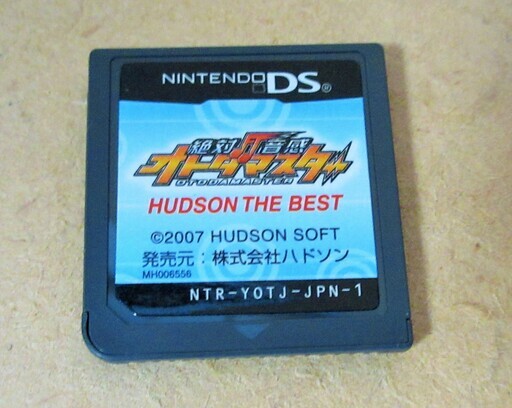 NINTENDO DS®
絶対音感
オトダマスター
OTODAMASTER
HUDSON THE BEST
©2007 HUDSON SOFT
発売元：株式会社ハドソン
MH006556
NTR-YOTJ-JPN-1